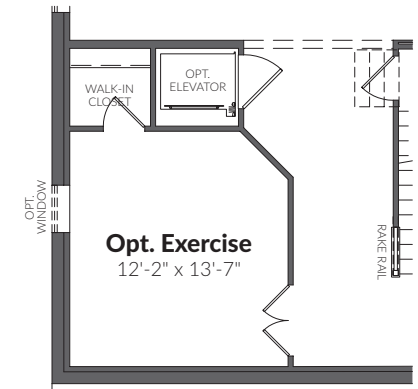 WALK-IN
CLOSET
OPT.
ELEVATOR
OPT.
WINDOW
Opt. Exercise
12'-2" x 13'-7"
RAKE RAIL